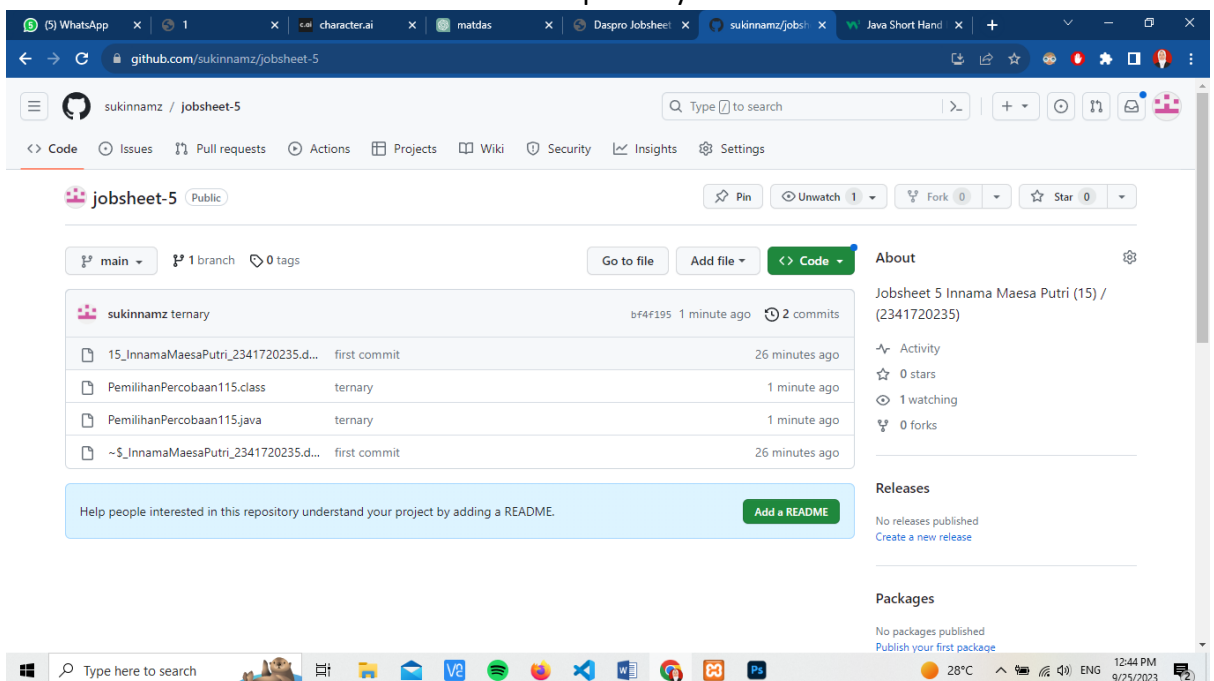 (5) WhatsApp
1
c.ai character.ai
matdas
Daspro Jobsheet
sukinnamz/jobsh
Java Short Hand
github.com/sukinnamz/jobsheet-5
sukinnamz / jobsheet-5
Type / to search
<> Code Issues Pull requests Actions Projects Wiki Security Insights Settings
jobsheet-5 Public
Pin Unwatch 1 Fork 0 Star 0
main 1 branch 0 tags
Go to file Add file <> Code
sukinnamz ternary bf4f195 1 minute ago 2 commits
15_InnamaMaesaPutri_2341720235.d... first commit 26 minutes ago
PemilihanPercobaan115.class ternary 1 minute ago
PemilihanPercobaan115.java ternary 1 minute ago
~$_InnamaMaesaPutri_2341720235.d... first commit 26 minutes ago
Help people interested in this repository understand your project by adding a README. Add a README
About
Jobsheet 5 Innama Maesa Putri (15) /
(2341720235)
Activity
0 stars
1 watching
0 forks
Releases
No releases published
Create a new release
Packages
No packages published
Publish your first package
Type here to search
28°C ENG 12:44 PM
9/25/2023
2